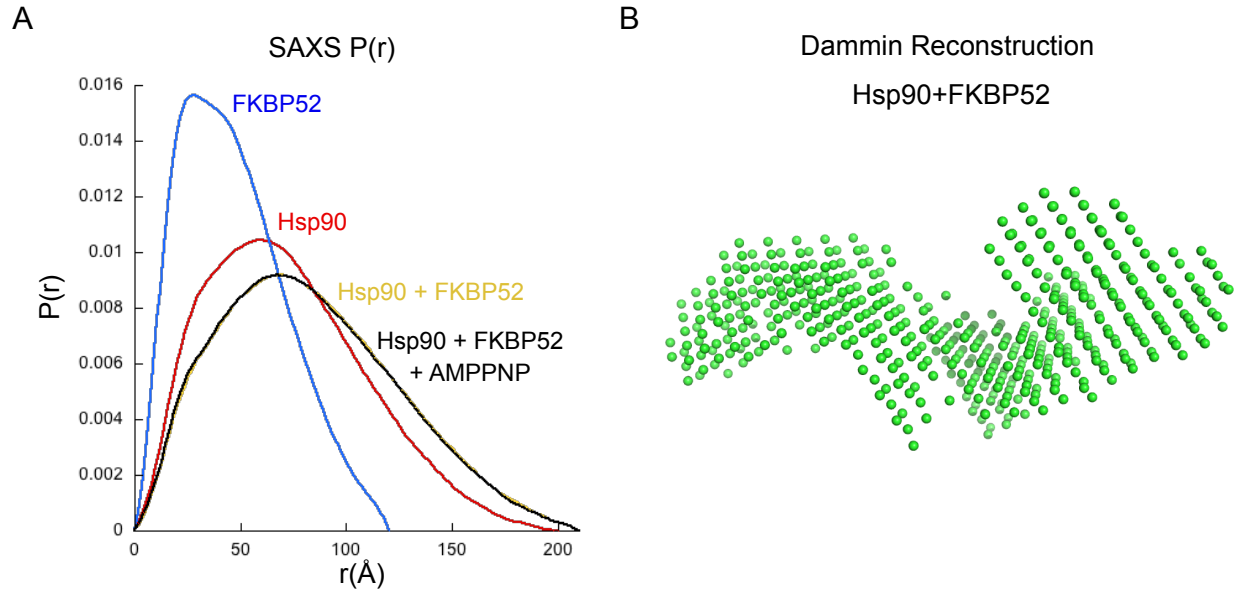 A
SAXS P(r)
0.016
0.014
0.012
0.01
0.008
0.006
0.004
0.002
0
P(r)
FKBP52
Hsp90
Hsp90 + FKBP52
Hsp90 + FKBP52
+ AMPPNP
0
50
100
150
200
r(Å)
B
Dammin Reconstruction
Hsp90+FKBP52